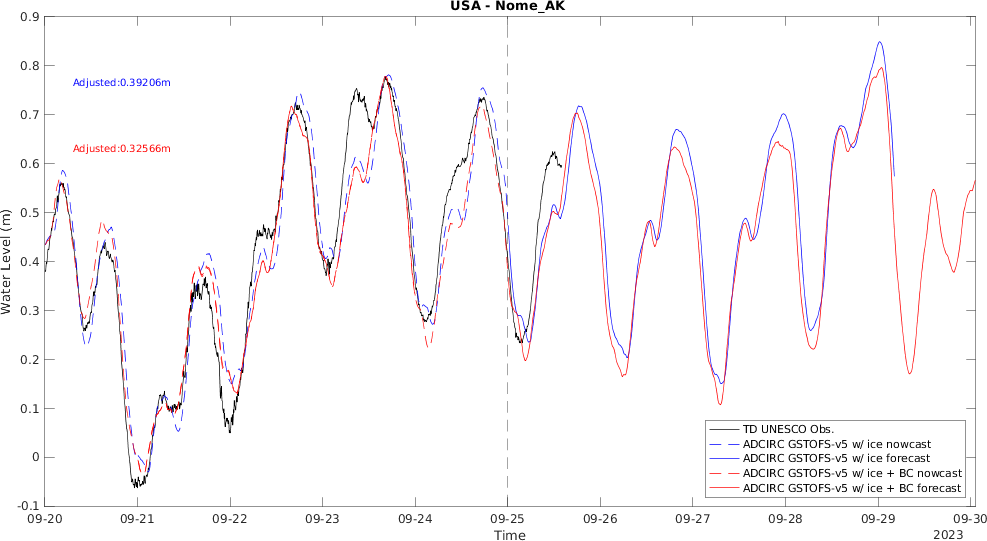 USA - Nome_AK
0.9
0.8
0.7
0.6
0.5
0.4
0.3
0.2
0.1
0
-0.1
Water Level (m)
Adjusted:0.39206m
Adjusted:0.32566m
TD UNESCO Obs.
ADCIRC GSTOFS-v5 w/ ice nowcast
ADCIRC GSTOFS-v5 w/ ice forecast
ADCIRC GSTOFS-v5 w/ ice + BC nowcast
ADCIRC GSTOFS-v5 w/ ice + BC forecast
09-20 09-21 09-22 09-23 09-24 09-25 09-26 09-27 09-28 09-29 09-30
Time
2023